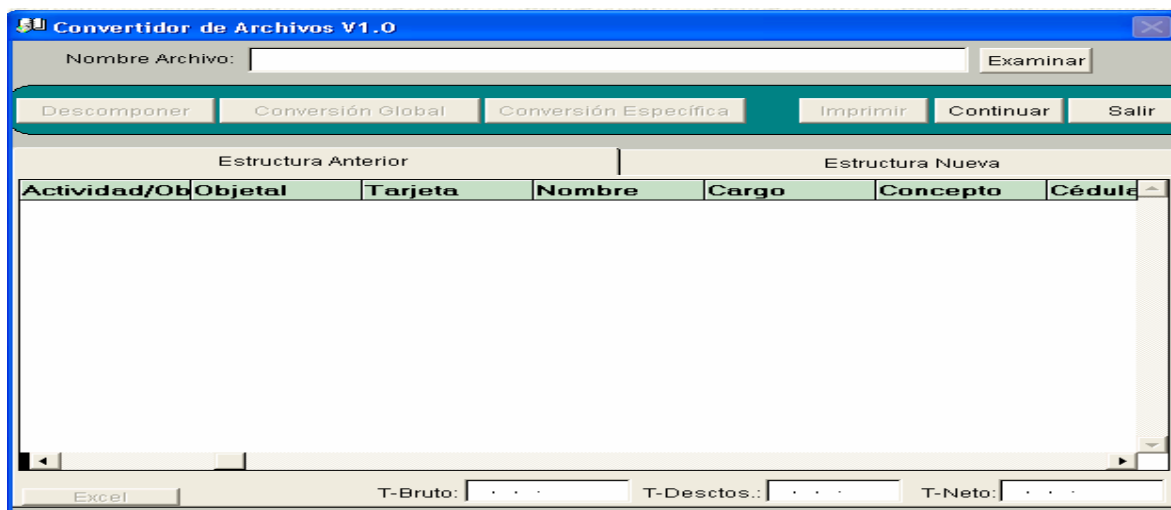 Convertidor de Archivos V1.0
Nombre Archivo: Examinar
Descomponer Conversión Global Conversión Específica Imprimir Continuar Salir
Estructura Anterior Estructura Nueva
Actividad/Ob Objetal Tarjeta Nombre Cargo Concepto Cédula
Excel T-Bruto: . . . T-Desctos.: . . . T-Neto: . . .